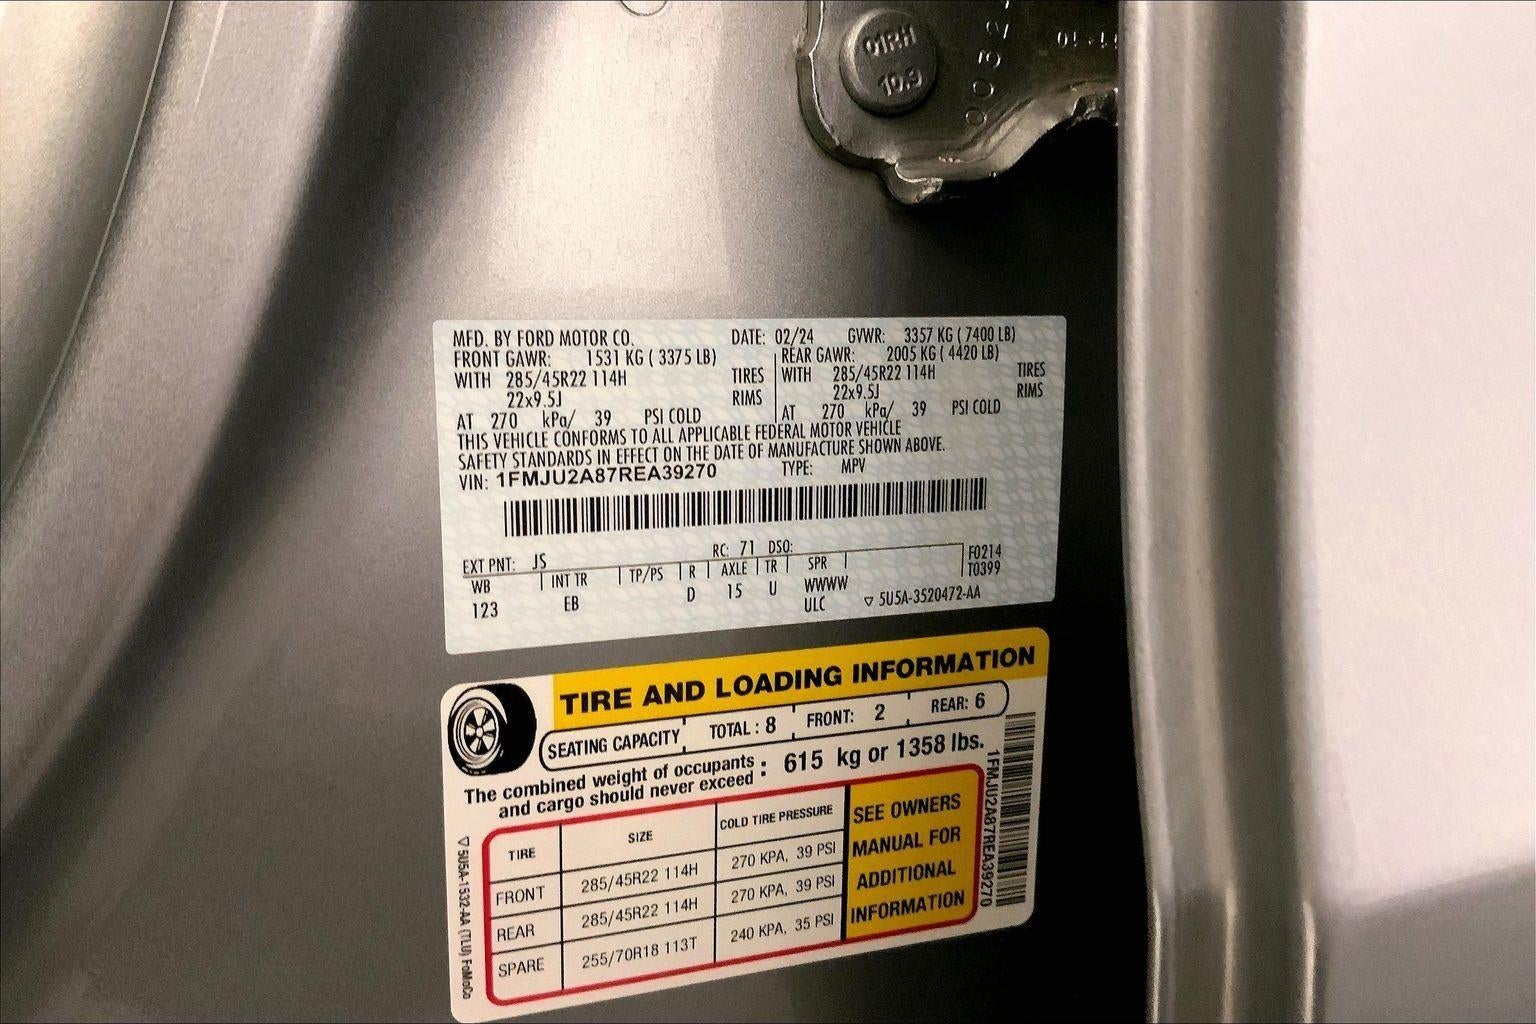 01RH
10.9
0032-
MFD. BY FORD MOTOR CO. DATE: 02/24 GVWR: 3357 KG ( 7400 LB)
FRONT GAWR: 1531 KG ( 3375 LB) REAR GAWR: 2005 KG ( 4420 LB)
WITH 285/45R22 114H TIRES WITH 285/45R22 114H TIRES
22x9.5J RIMS 22x9.5J RIMS
AT 270 kPa/ 39 PSI COLD AT 270 kPa/ 39 PSI COLD
THIS VEHICLE CONFORMS TO ALL APPLICABLE FEDERAL MOTOR VEHICLE
SAFETY STANDARDS IN EFFECT ON THE DATE OF MANUFACTURE SHOWN ABOVE.
VIN: 1FMJU2A87REA39270 TYPE: MPV
EXT PNT: JS RC: 71 DSO: F0214
WB INT TR TP/PS R AXLE TR SPR T0399
123 EB D 15 U WWWW
ULC ▽ 5U5A-3520472-AA
TIRE AND LOADING INFORMATION
SEATING CAPACITY TOTAL : 8 FRONT: 2 REAR: 6
The combined weight of occupants
and cargo should never exceed : 615 kg or 1358 lbs.
TIRE SIZE COLD TIRE PRESSURE
FRONT 285/45R22 114H 270 KPA, 39 PSI
REAR 285/45R22 114H 270 KPA, 39 PSI
SPARE 255/70R18 113T 240 KPA, 35 PSI
SEE OWNERS
MANUAL FOR
ADDITIONAL
INFORMATION
1FMJU2A87REA39270
▽ 5U5A-1532-AA (TLU) FoMoCo